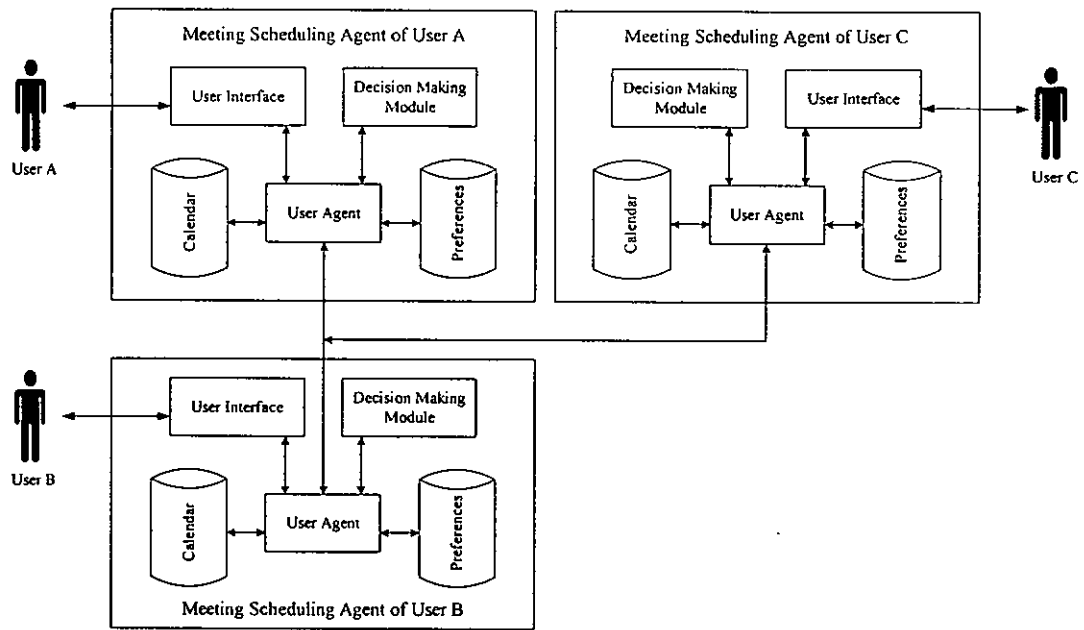 Meeting Scheduling Agent of User A
User Interface
Decision Making
Module
User A
Calendar
User Agent
Preferences
Meeting Scheduling Agent of User C
Decision Making
Module
User Interface
User C
Calendar
User Agent
Preferences
User Interface
Decision Making
Module
User B
Calendar
User Agent
Preferences
Meeting Scheduling Agent of User B